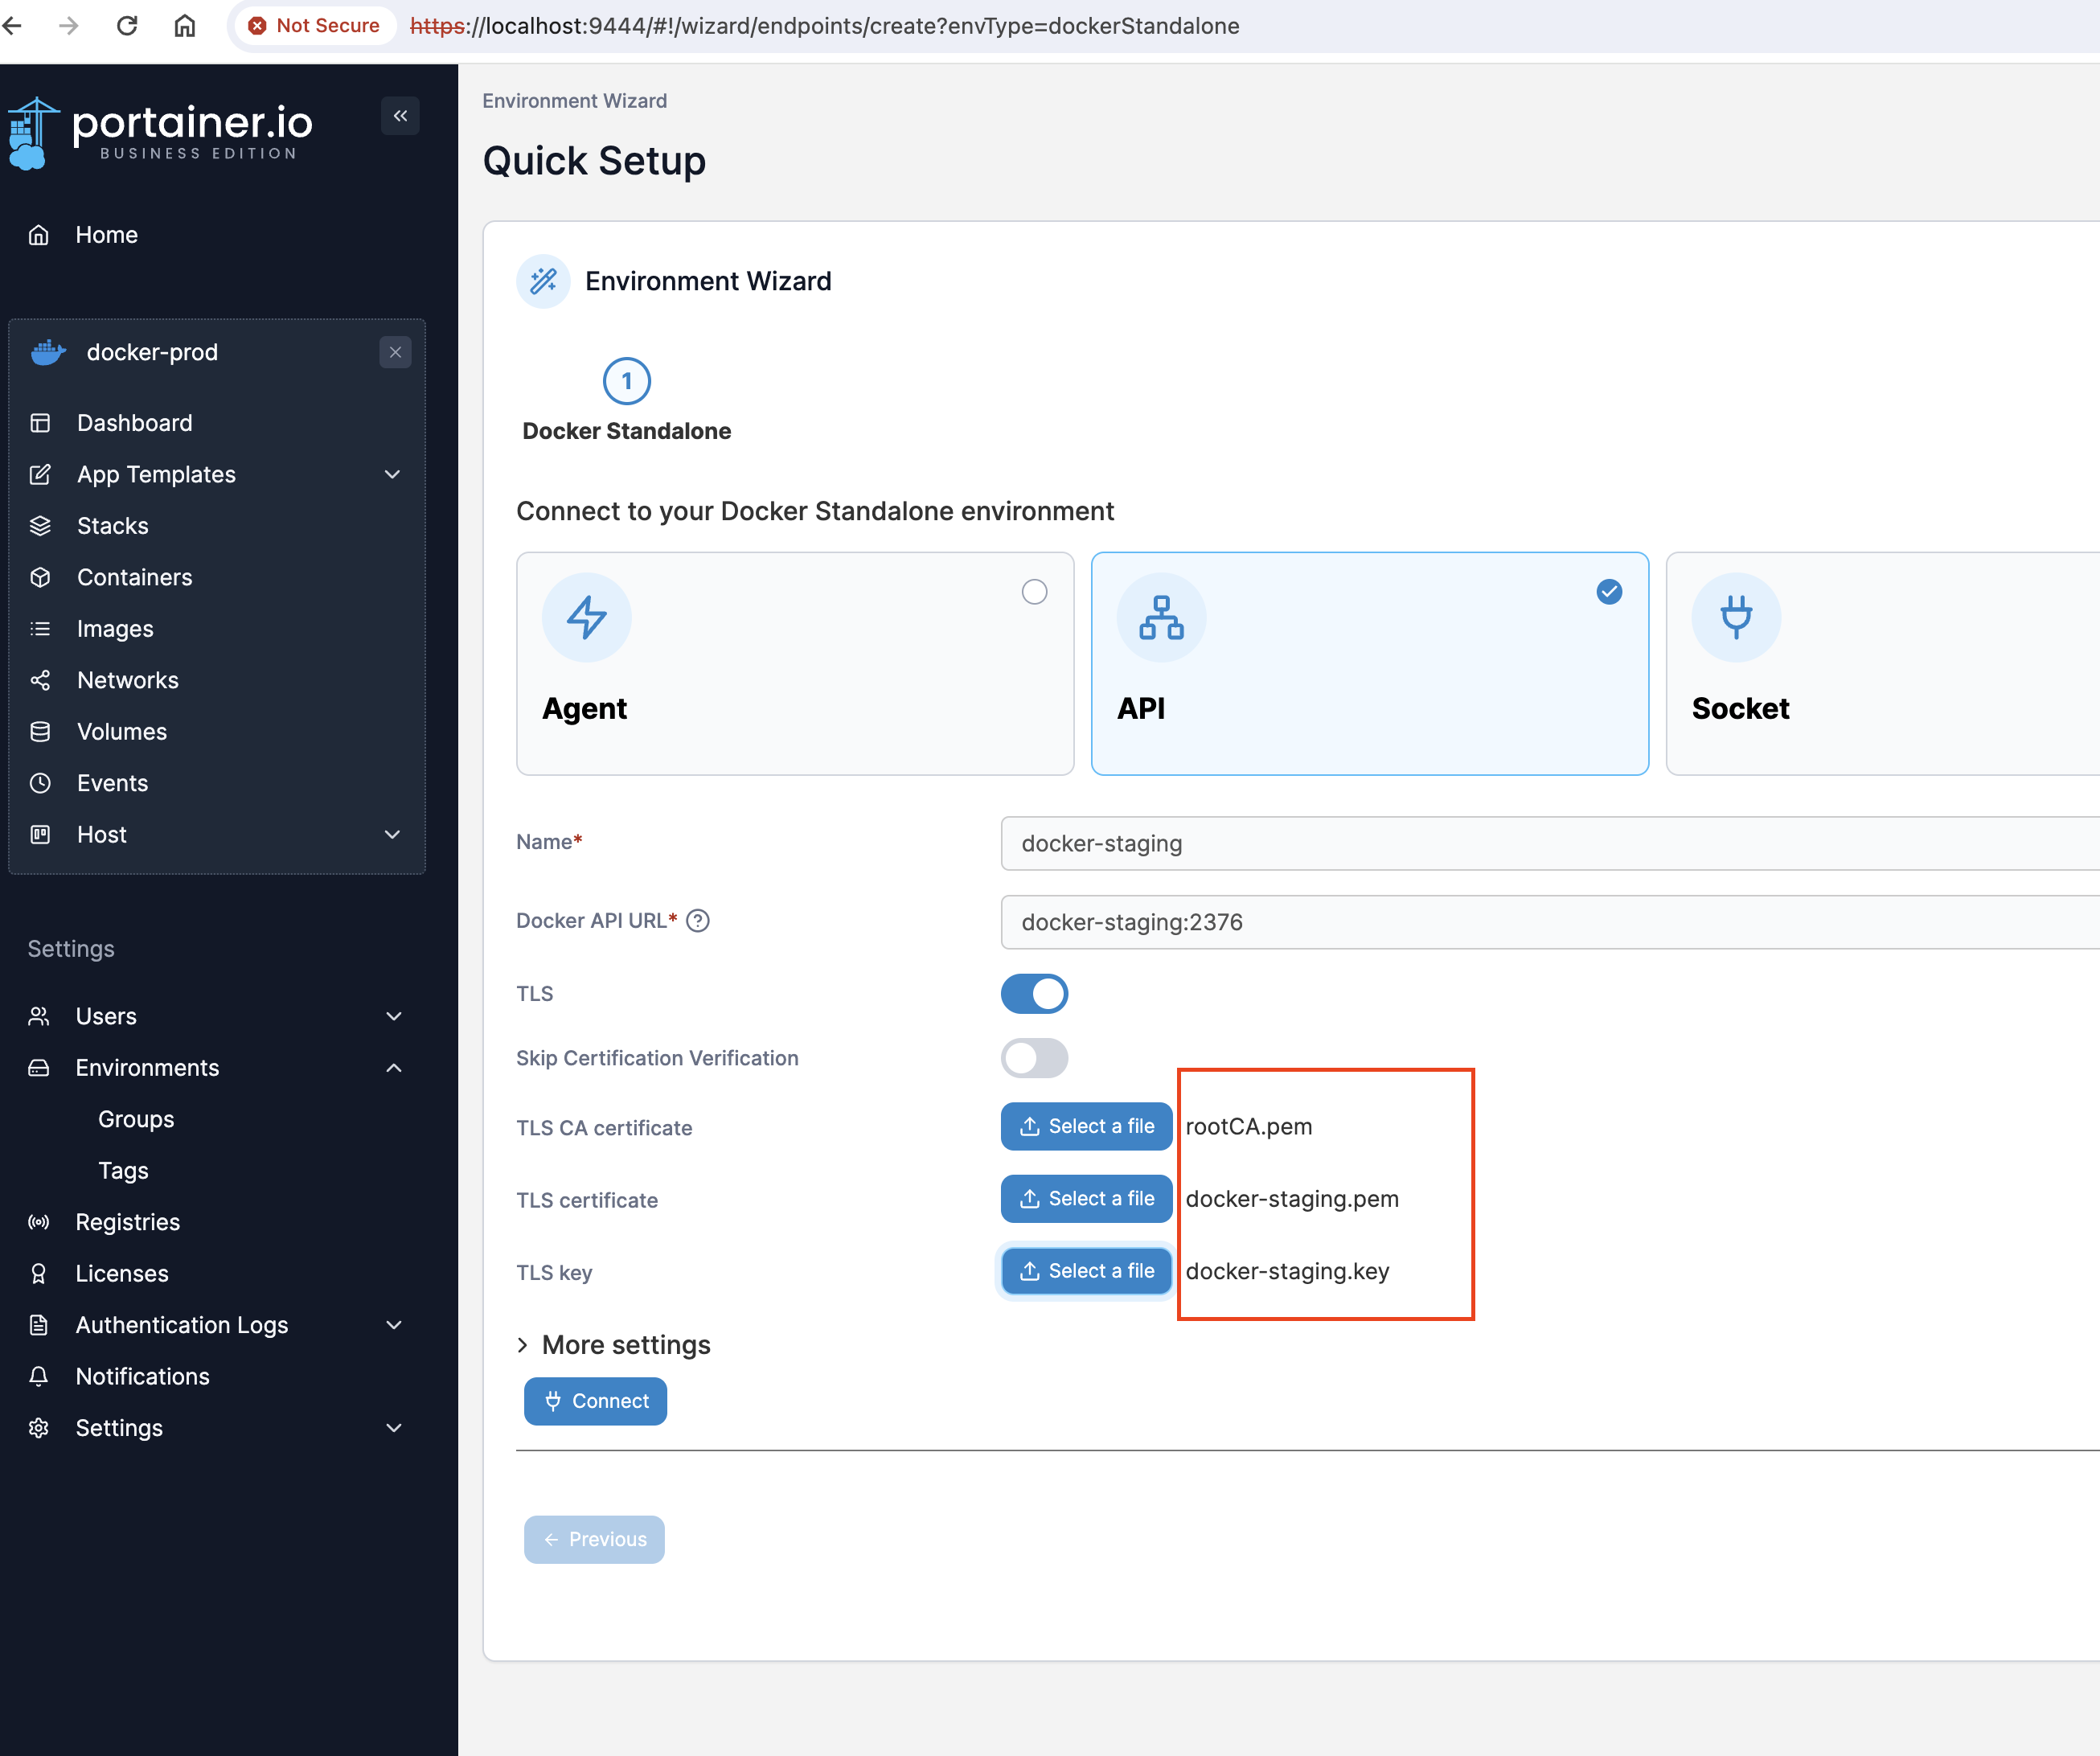 Not Secure https://localhost:9444/#!/wizard/endpoints/create?envType=dockerStandalone
portainer.io
BUSINESS EDITION
Home
docker-prod
Dashboard
App Templates
Stacks
Containers
Images
Networks
Volumes
Events
Host
Settings
Users
Environments
Groups
Tags
Registries
Licenses
Authentication Logs
Notifications
Settings
Environment Wizard
Quick Setup
Environment Wizard
1
Docker Standalone
Connect to your Docker Standalone environment
Agent
API
Socket
Name* docker-staging
Docker API URL* ? docker-staging:2376
TLS
Skip Certification Verification
TLS CA certificate Select a file rootCA.pem
TLS certificate Select a file docker-staging.pem
TLS key Select a file docker-staging.key
More settings
Connect
Previous